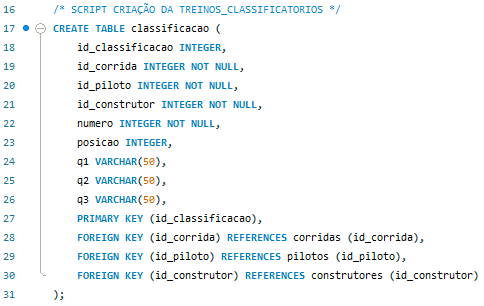 16 /* SCRIPT CRIAÇÃO DA TREINOS_CLASSIFICATORIOS */
17 CREATE TABLE classificacao (
18 id_classificacao INTEGER,
19 id_corrida INTEGER NOT NULL,
20 id_piloto INTEGER NOT NULL,
21 id_construtor INTEGER NOT NULL,
22 numero INTEGER NOT NULL,
23 posicao INTEGER,
24 q1 VARCHAR(50),
25 q2 VARCHAR(50),
26 q3 VARCHAR(50),
27 PRIMARY KEY (id_classificacao),
28 FOREIGN KEY (id_corrida) REFERENCES corridas (id_corrida),
29 FOREIGN KEY (id_piloto) REFERENCES pilotos (id_piloto),
30 FOREIGN KEY (id_construtor) REFERENCES construtores (id_construtor)
31 );